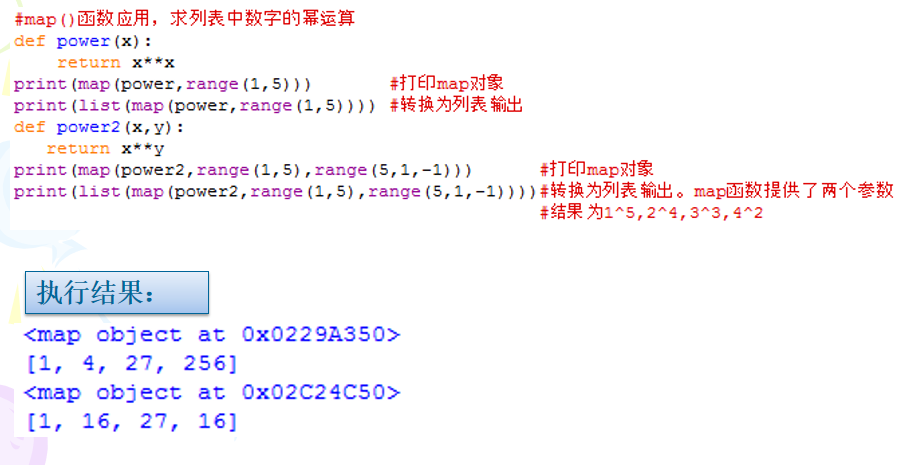 #map()函数应用，求列表中数字的幂运算
def power(x):
    return x**x
print(map(power,range(1,5)))        #打印map对象
print(list(map(power,range(1,5)))) #转换为列表输出
def power2(x,y):
   return x**y
print(map(power2,range(1,5),range(5,1,-1)))       #打印map对象
print(list(map(power2,range(1,5),range(5,1,-1))))#转换为列表输出。map函数提供了两个参数
#结果为1^5,2^4,3^3,4^2
执行结果：
<map object at 0x0229A350>
[1, 4, 27, 256]
<map object at 0x02C24C50>
[1, 16, 27, 16]